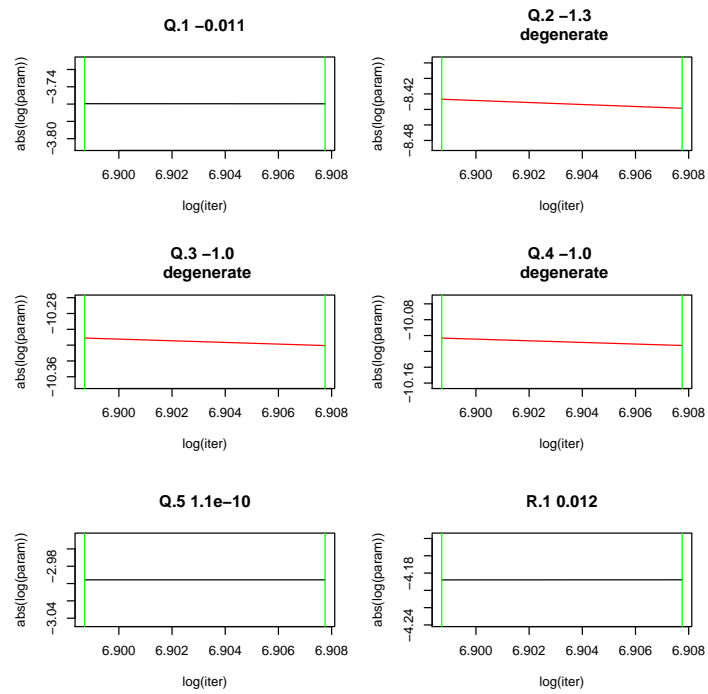 Q.1 −0.011
abs(log(param))
−3.80
−3.74
6.900 6.902 6.904 6.906 6.908
log(iter)
Q.2 −1.3
degenerate
abs(log(param))
−8.48
−8.42
6.900 6.902 6.904 6.906 6.908
log(iter)
Q.3 −1.0
degenerate
abs(log(param))
−10.36
−10.28
6.900 6.902 6.904 6.906 6.908
log(iter)
Q.4 −1.0
degenerate
abs(log(param))
−10.16
−10.08
6.900 6.902 6.904 6.906 6.908
log(iter)
Q.5 1.1e−10
abs(log(param))
−3.04
−2.98
6.900 6.902 6.904 6.906 6.908
log(iter)
R.1 0.012
abs(log(param))
−4.24
−4.18
6.900 6.902 6.904 6.906 6.908
log(iter)